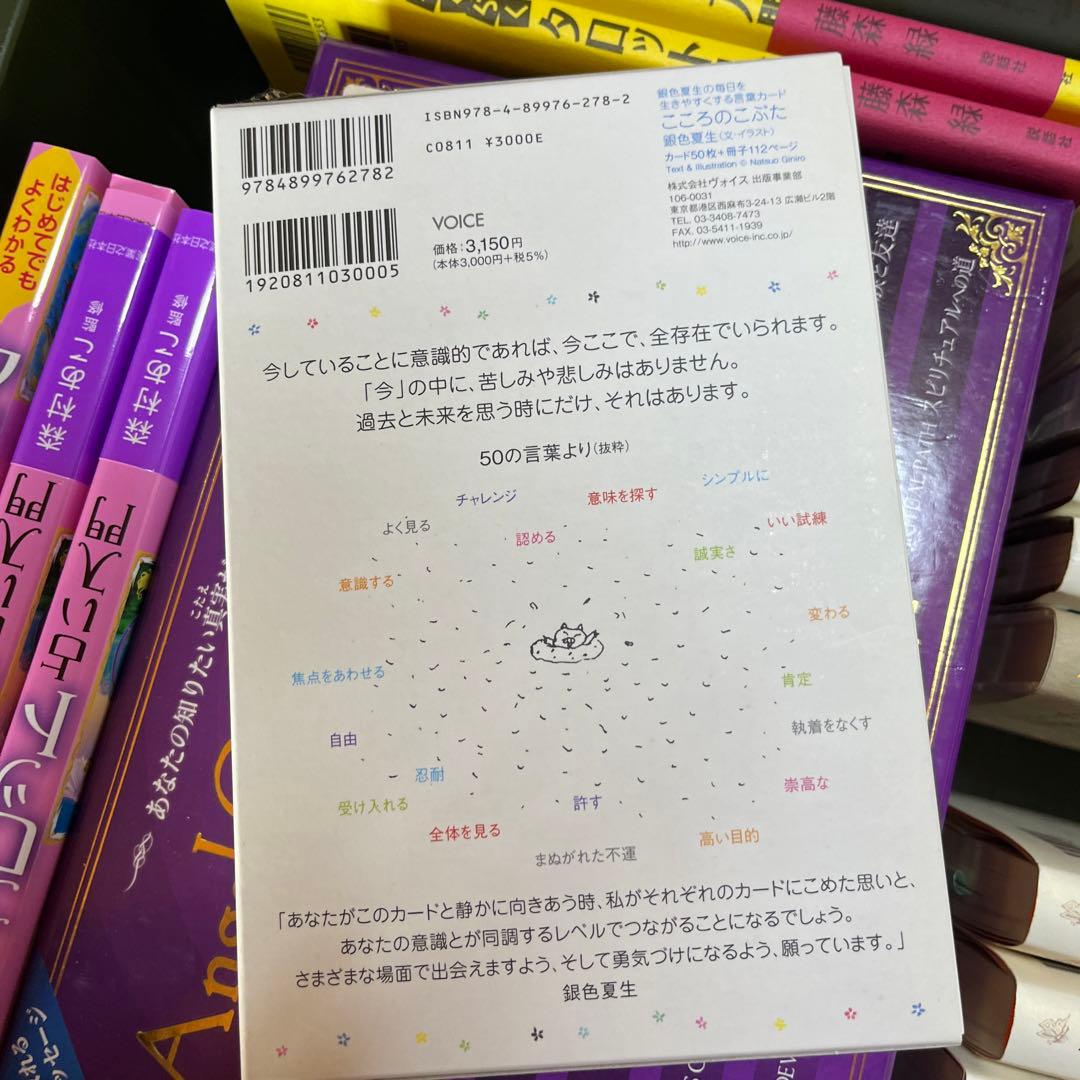 ISBN978-4-89976-278-2
C0811 ¥3000E
9784899762782
1920811030005
VOICE
価格:3,150円
(本体3,000円+税5%)
銀色夏生の毎日を
生きやすくする言葉カード
こころのこぶた
銀色夏生(文・イラスト)
カード50枚+冊子112ページ
Text & Illustration © Natsuo Giniro
株式会社ヴォイス 出版事業部
106-0031
東京都港区西麻布3-24-13 広瀬ビル2階
TEL. 03-3408-7473
FAX. 03-5411-1939
http://www.voice-inc.co.jp/
今していることに意識的であれば、今ここで、全存在でいられます。
「今」の中に、苦しみや悲しみはありません。
過去と未来を思う時にだけ、それはあります。
50の言葉より(抜粋)
チャレンジ
意味を探す
シンプルに
よく見る
認める
いい試練
誠実さ
意識する
変わる
焦点をあわせる
肯定
自由
執着をなくす
忍耐
崇高な
受け入れる
許す
全体を見る
高い目的
まぬがれた不運
「あなたがこのカードと静かに向きあう時、私がそれぞれのカードにこめた思いと、
あなたの意識とが同調するレベルでつながることになるでしょう。
さまざまな場面で出会えますよう、そして勇気づけになるよう、願っています。」
銀色夏生
タロット
藤森 緑
説話社
藤森 緑
説話社
はじめてでも
よくわかる
占い入門
あなたの知りたい真実
こたえ
スピリチュアルへの道
と友達